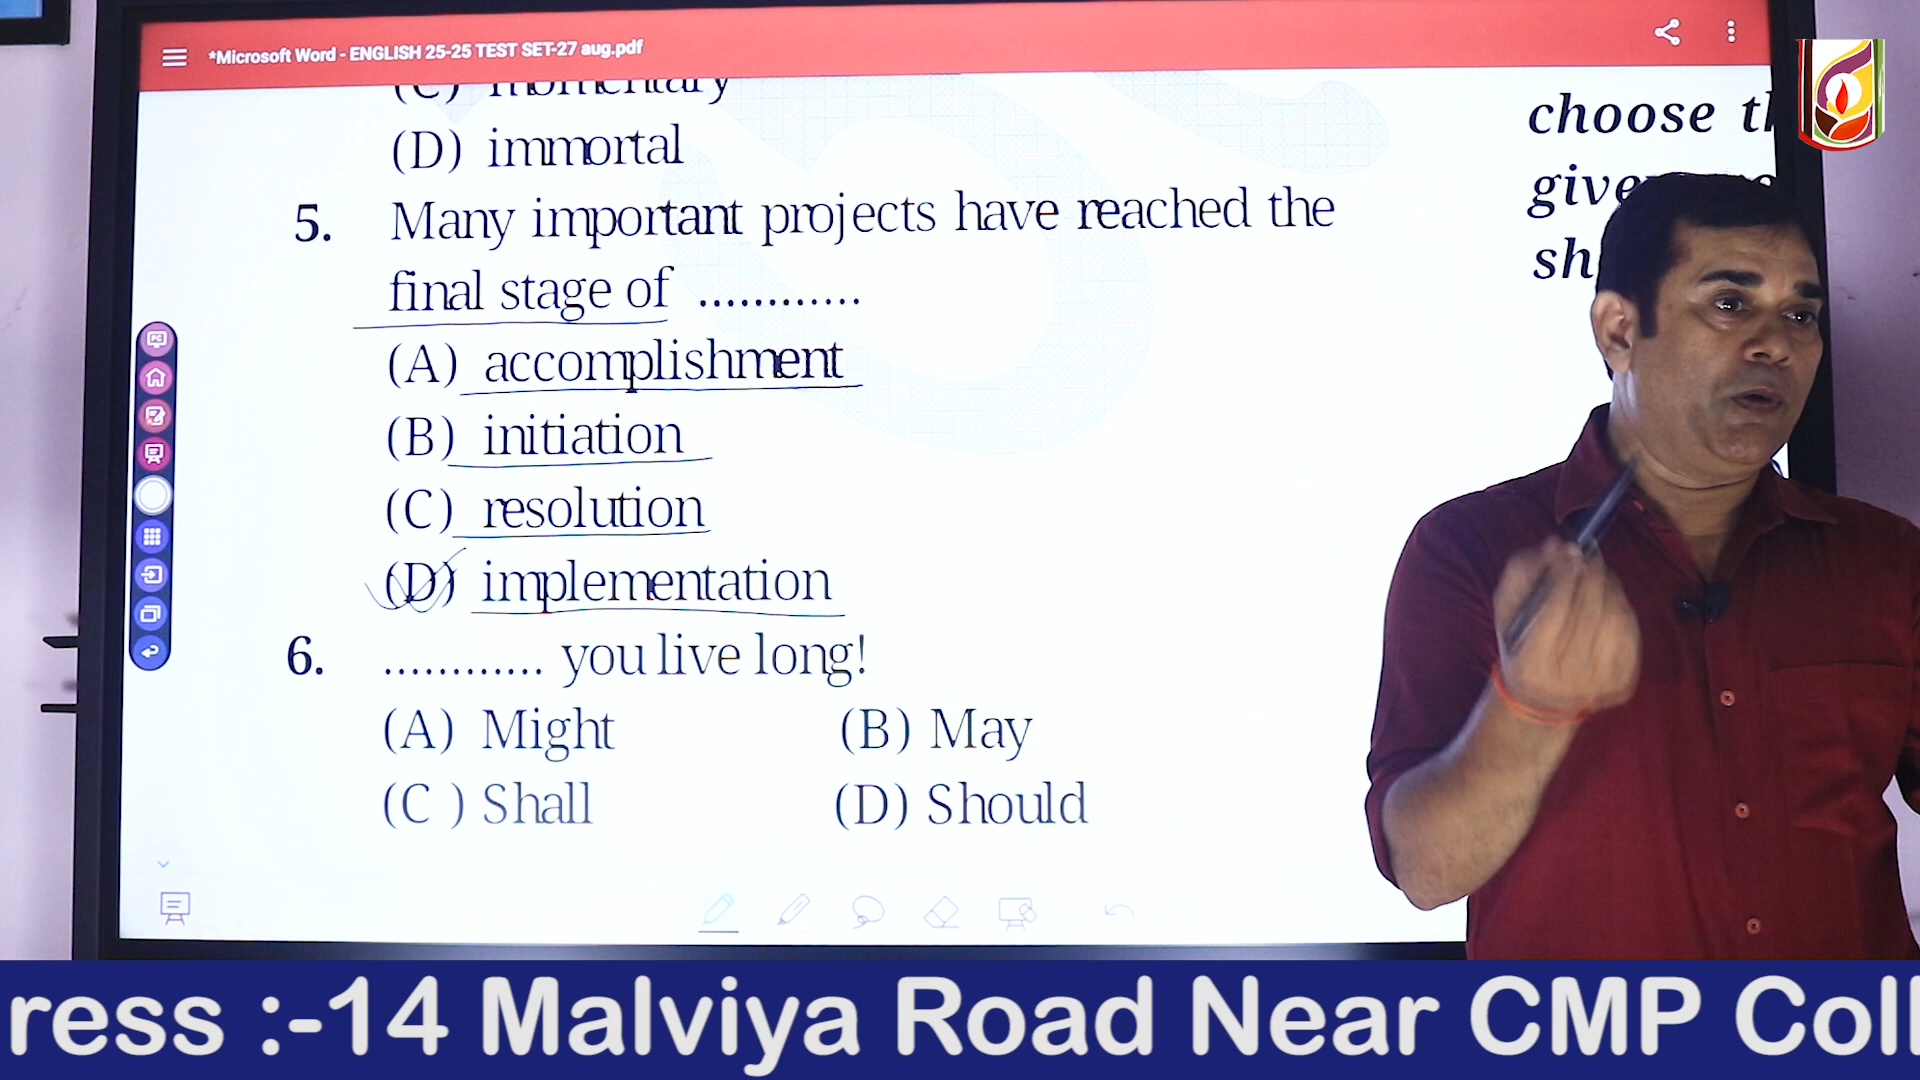 *Microsoft Word - ENGLISH 25-25 TEST SET-27 aug.pdf
(C) momentary
(D) immortal
5. Many important projects have reached the
final stage of ............
(A) accomplishment
(B) initiation
(C) resolution
(D) implementation
6. ............ you live long!
(A) Might (B) May
(C ) Shall (D) Should
choose
ress :-14 Malviya Road Near CMP Coll